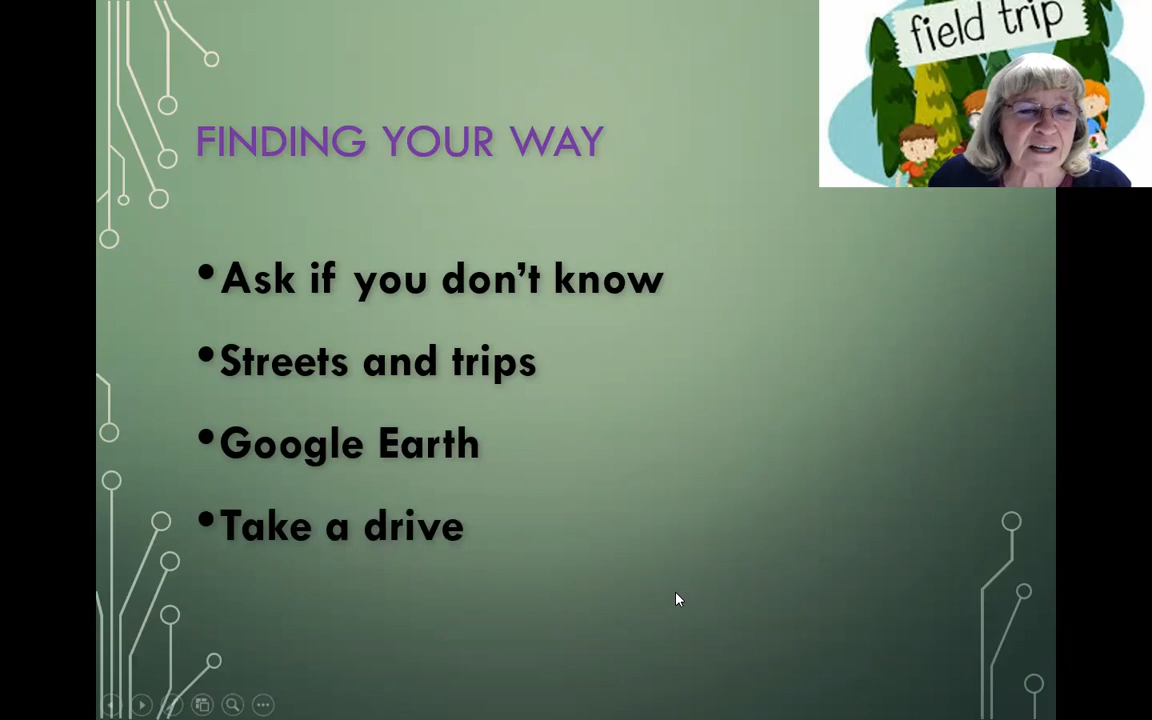 field trip
FINDING YOUR WAY
•Ask if you don’t know
•Streets and trips
•Google Earth
•Take a drive